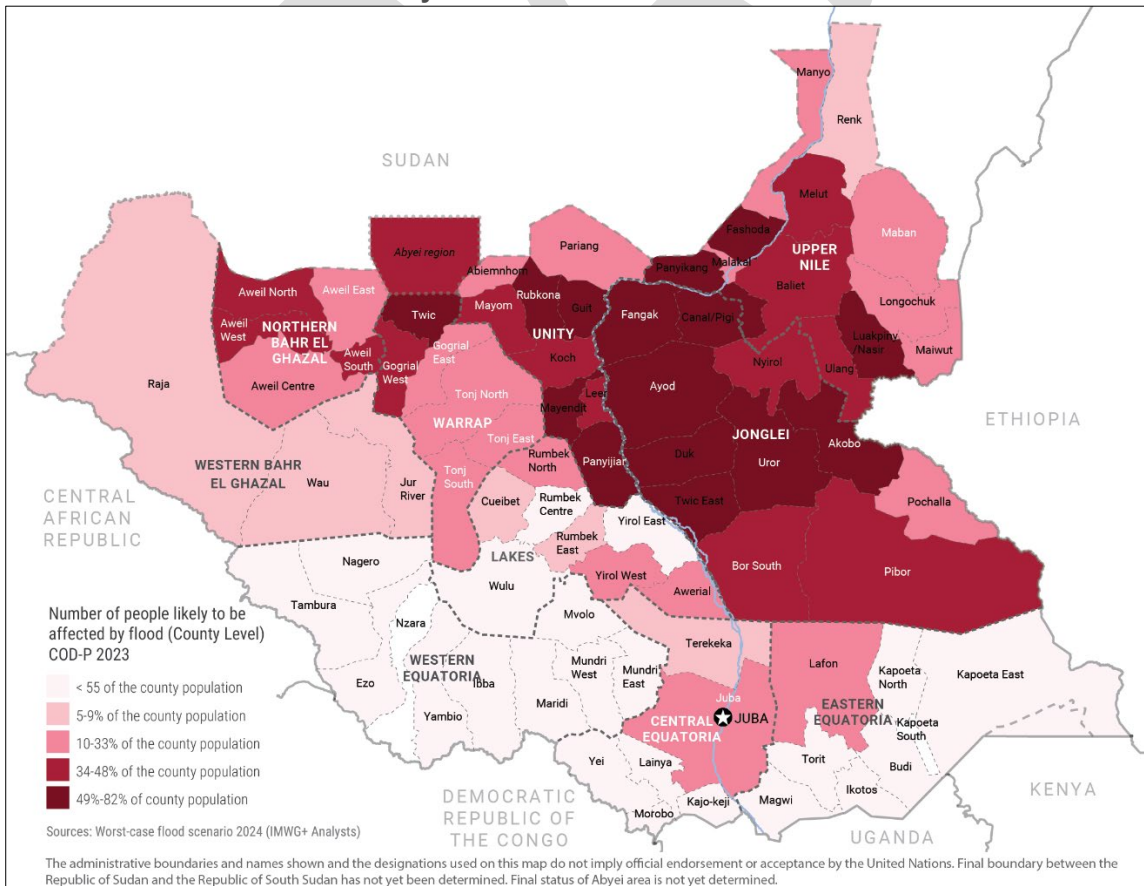 SUDAN
Manyo
Renk
Melut
Fashoda
UPPER
NILE
Maban
Abyei region
Pariang
Abiemnhom
Panyikang
Malakal
Baliet
Longochuk
Aweil North
Aweil East
Twic
Mayom
Rubkona
Guit
Fangak
Canal/Pigi
Luakpiny
/Nasir
Maiwut
Aweil
West
NORTHERN
BAHR EL
GHAZAL
Aweil
South
Gogrial
West
Gogrial
East
UNITY
Koch
Nyirol
Ulang
Raja
Aweil Centre
Tonj North
Mayendit
Leer
Ayod
ETHIOPIA
WARRAP
Tonj East
Panyijiar
JONGLEI
Akobo
WESTERN BAHR
EL GHAZAL
Wau
Jur
River
Tonj
South
Rumbek
North
Duk
Uror
Pochalla
CENTRAL
AFRICAN
REPUBLIC
Cueibet
Rumbek
Centre
Yirol East
Twic East
Nagero
LAKES
Rumbek
East
Bor South
Pibor
Wulu
Yirol West
Awerial
Tambura
Nzara
Mvolo
Terekeka
WESTERN
EQUATORIA
Ibba
Mundri
West
Mundri
East
Lafon
Kapoeta
North
Kapoeta East
Ezo
Yambio
Maridi
Juba
JUBA
CENTRAL
EQUATORIA
EASTERN
EQUATORIA
Kapoeta
South
Yei
Lainya
Torit
Budi
Morobo
Kajo-keji
Magwi
Ikotos
KENYA
DEMOCRATIC
REPUBLIC OF
THE CONGO
UGANDA
Number of people likely to be
affected by flood (County Level)
COD-P 2023
< 55 of the county population
5-9% of the county population
10-33% of the county population
34-48% of the county population
49%-82% of county population
Sources: Worst-case flood scenario 2024 (IMWG+ Analysts)
The administrative boundaries and names shown and the designations used on this map do not imply official endorsement or acceptance by the United Nations. Final boundary between the
Republic of Sudan and the Republic of South Sudan has not yet been determined. Final status of Abyei area is not yet determined.